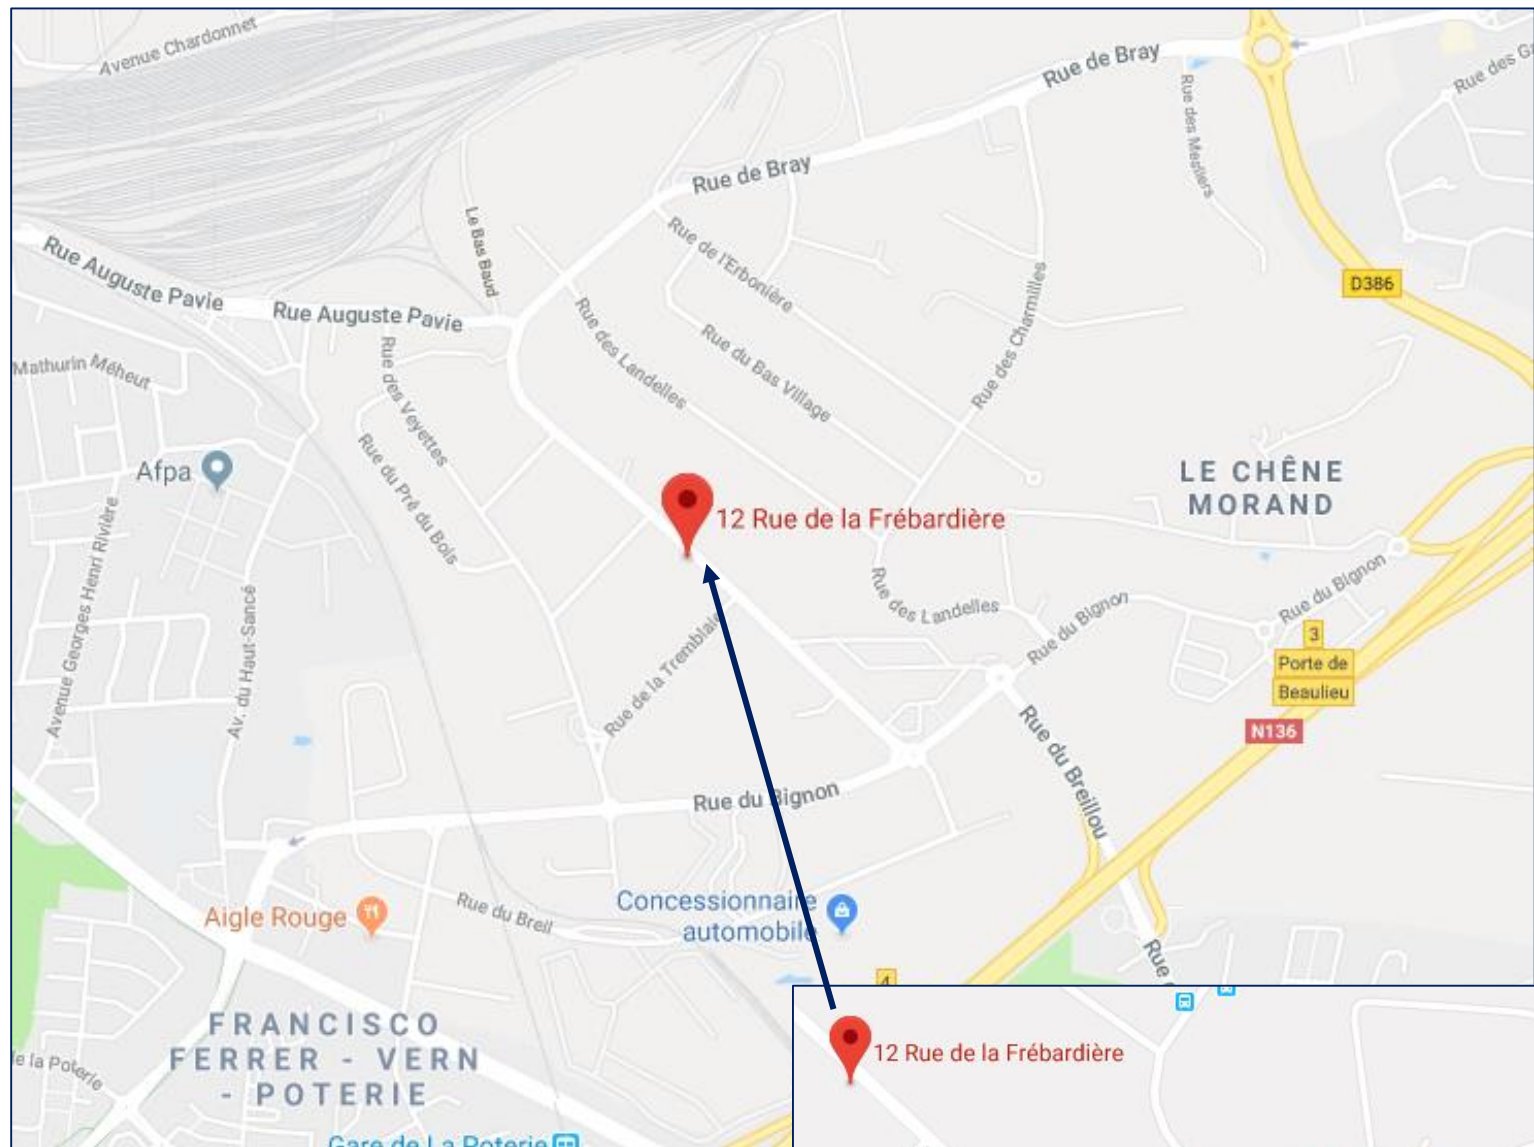 Avenue Chardonnet
Rue de Bray
Rue des G
Rue des Mesliers
Rue de Bray
Le Bas Baud
Rue de l'Erbonière
Rue Auguste Pavie
Rue Auguste Pavie
D386
Rue des Charmilles
Rue des Landelles
Rue du Bas Village
Mathurin Méheut
Rue des Veyettes
Afpa
Rue du Pré du Bois
LE CHÊNE
MORAND
12 Rue de la Frébardière
Avenue Georges Henri Rivière
Av. du Haut-Sancé
Rue des Landelles
Rue du Bignon
Rue du Bignon
3
Porte de
Beaulieu
N136
Rue de la Tremblaie
Rue du Breillou
Rue du Bignon
Aigle Rouge
Rue du Breil
Concessionnaire
automobile
Rue
4
FRANCISCO
FERRER - VERN
- POTERIE
e la Poterie
12 Rue de la Frébardière
Gare de La Poterie